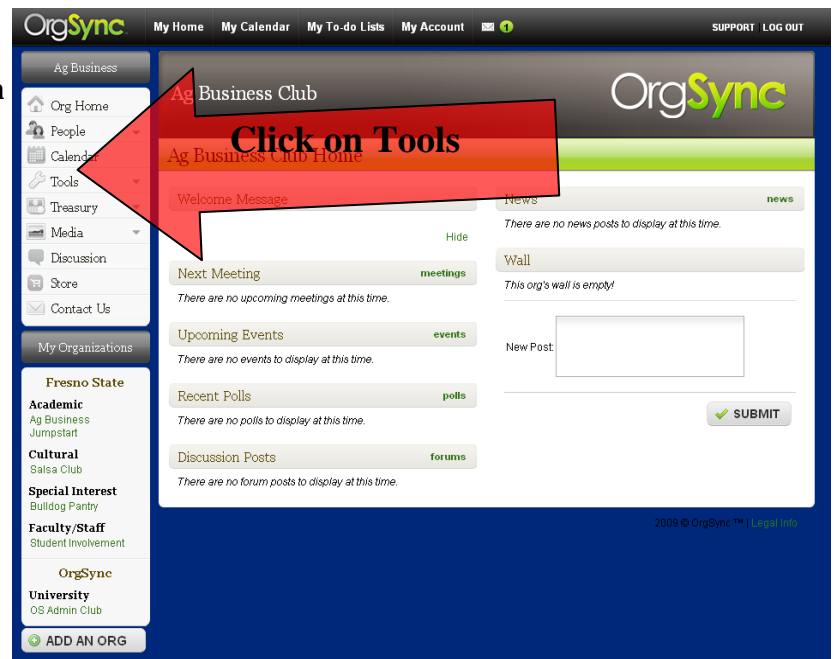 OrgSync
My Home My Calendar My To-do Lists My Account 1 SUPPORT | LOG OUT
Ag Business
Org Home
People
Calendar
Tools
Treasury
Media
Discussion
Store
Contact Us
My Organizations
Fresno State
Academic
Ag Business
Jumpstart
Cultural
Salsa Club
Special Interest
Bulldog Pantry
Faculty/Staff
Student Involvement
OrgSync
University
OS Admin Club
ADD AN ORG
Ag Business Club
OrgSync
Click on Tools
Ag Business Club Home
Welcome Message
Hide
Next Meeting meetings
There are no upcoming meetings at this time.
Upcoming Events events
There are no events to display at this time.
Recent Polls polls
There are no polls to display at this time.
Discussion Posts forums
There are no forum posts to display at this time.
News news
There are no news posts to display at this time.
Wall
This org's wall is empty!
New Post:
SUBMIT
2009 © OrgSync ™ | Legal Info